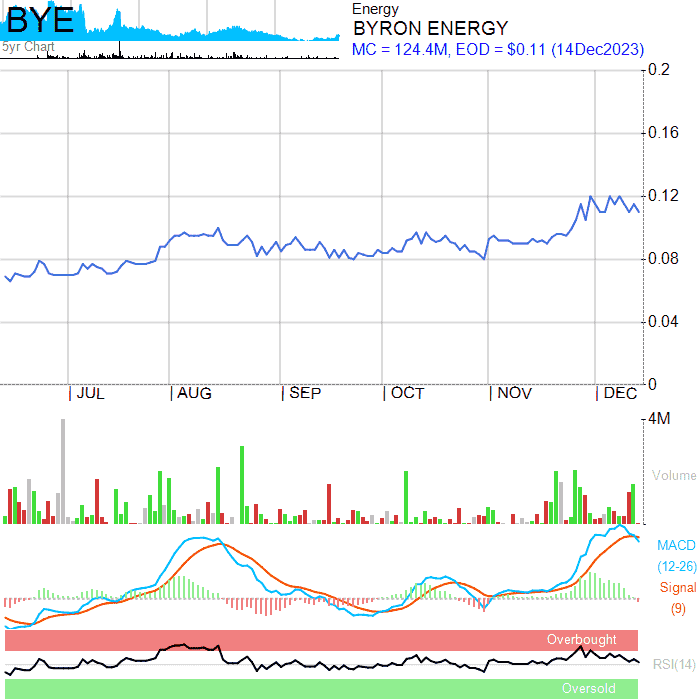 BYE
5yr Chart
Energy
BYRON ENERGY
MC = 124.4M, EOD = $0.11 (14Dec2023)
0.2
0.16
0.12
0.08
0.04
0
JUL AUG SEP OCT NOV DEC
4M
Volume
MACD
(12-26)
Signal
(9)
Overbought
RSI(14)
Oversold